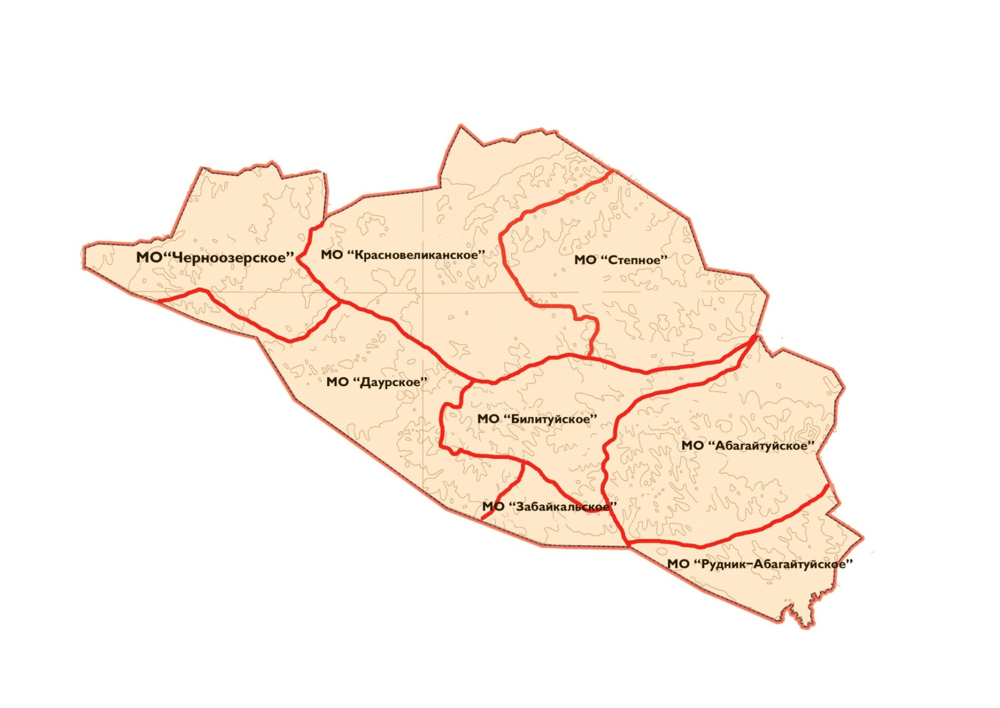 МО“Черноозерское”
МО “Красновеликанское”
МО “Степное”
МО “Даурское”
МО “Билитуйское”
МО “Абагайтуйское”
МО “Забайкальское”
МО “Рудник-Абагайтуйское”